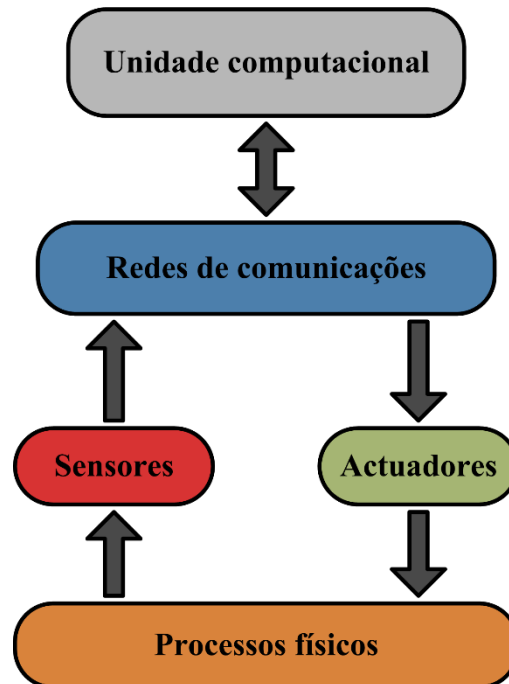 Unidade computacional
Redes de comunicações
Sensores
Actuadores
Processos físicos